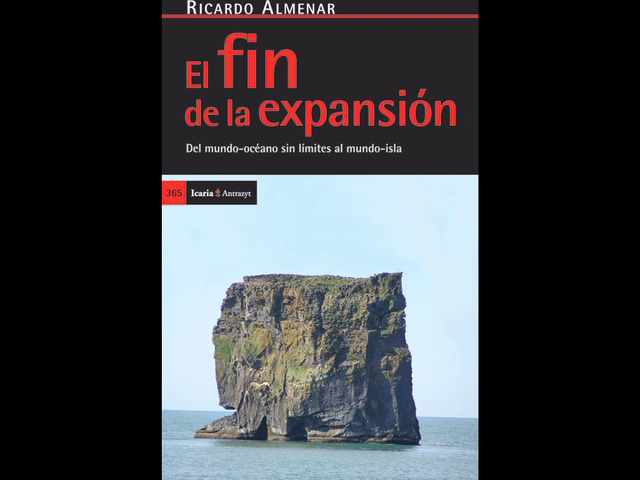 RICARDO ALMENAR
El fin
de la expansión
Del mundo-océano sin límites al mundo-isla
365 Icaria Antrazyt